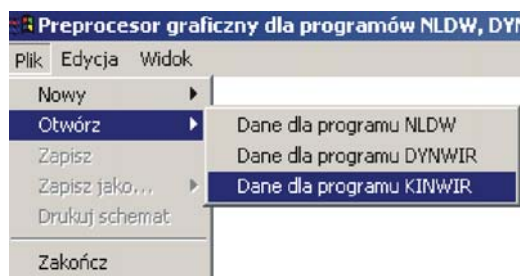 Preprocesor graficzny dla programów NLDW, DYN
Plik Edycja Widok
Nowy
Otwórz
Zapisz
Zapisz jako...
Drukuj schemat
Zakończ
Dane dla programu NLDW
Dane dla programu DYNWIR
Dane dla programu KINWIR